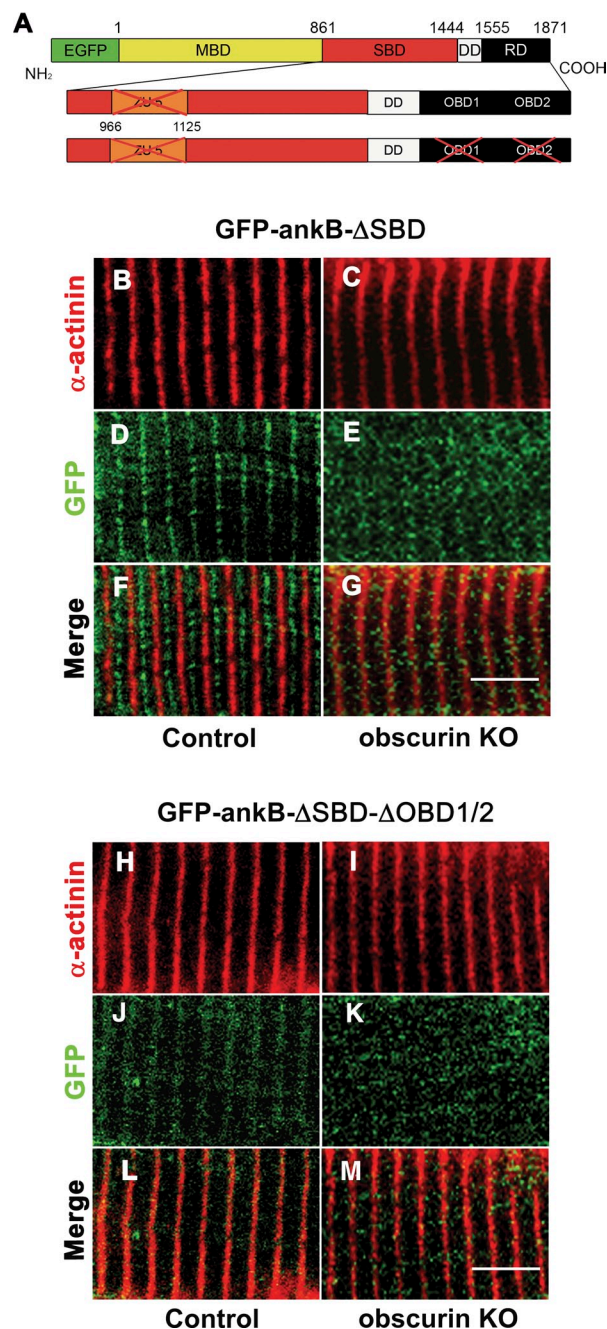 A
1 861 1444 1555 1871
EGFP MBD SBD DD RD
NH2 COOH
ZU-5 DD OBD1 OBD2
966 1125
ZU-5 DD OBD1 OBD2
GFP-ankB-ΔSBD
α-actinin
B C
GFP
D E
Merge
F G
Control obscurin KO
GFP-ankB-ΔSBD-ΔOBD1/2
α-actinin
H I
GFP
J K
Merge
L M
Control obscurin KO